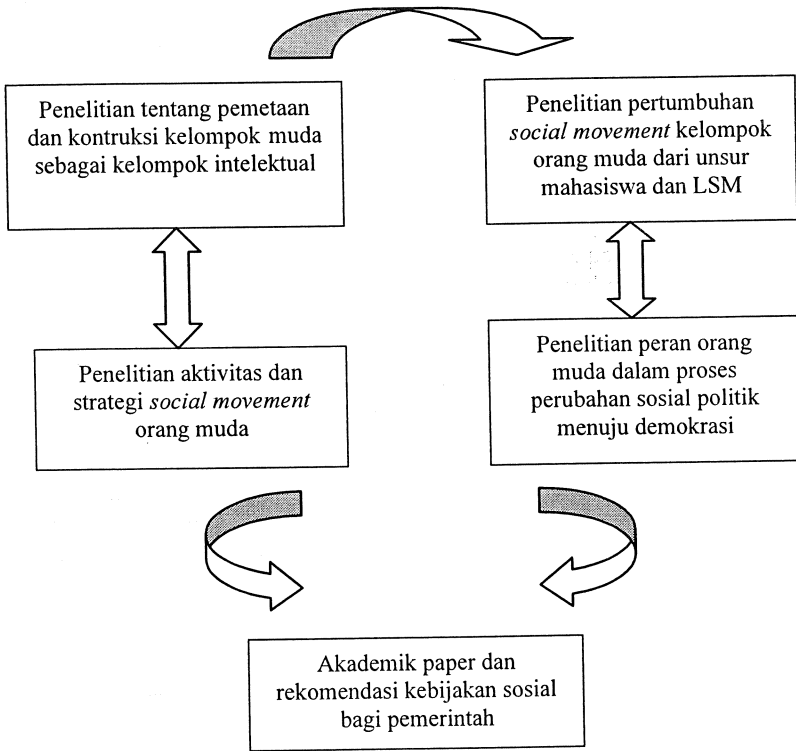 Penelitian tentang pemetaan
dan kontruksi kelompok muda
sebagai kelompok intelektual
Penelitian pertumbuhan
social movement kelompok
orang muda dari unsur
mahasiswa dan LSM
Penelitian aktivitas dan
strategi social movement
orang muda
Penelitian peran orang
muda dalam proses
perubahan sosial politik
menuju demokrasi
Akademik paper dan
rekomendasi kebijakan sosial
bagi pemerintah